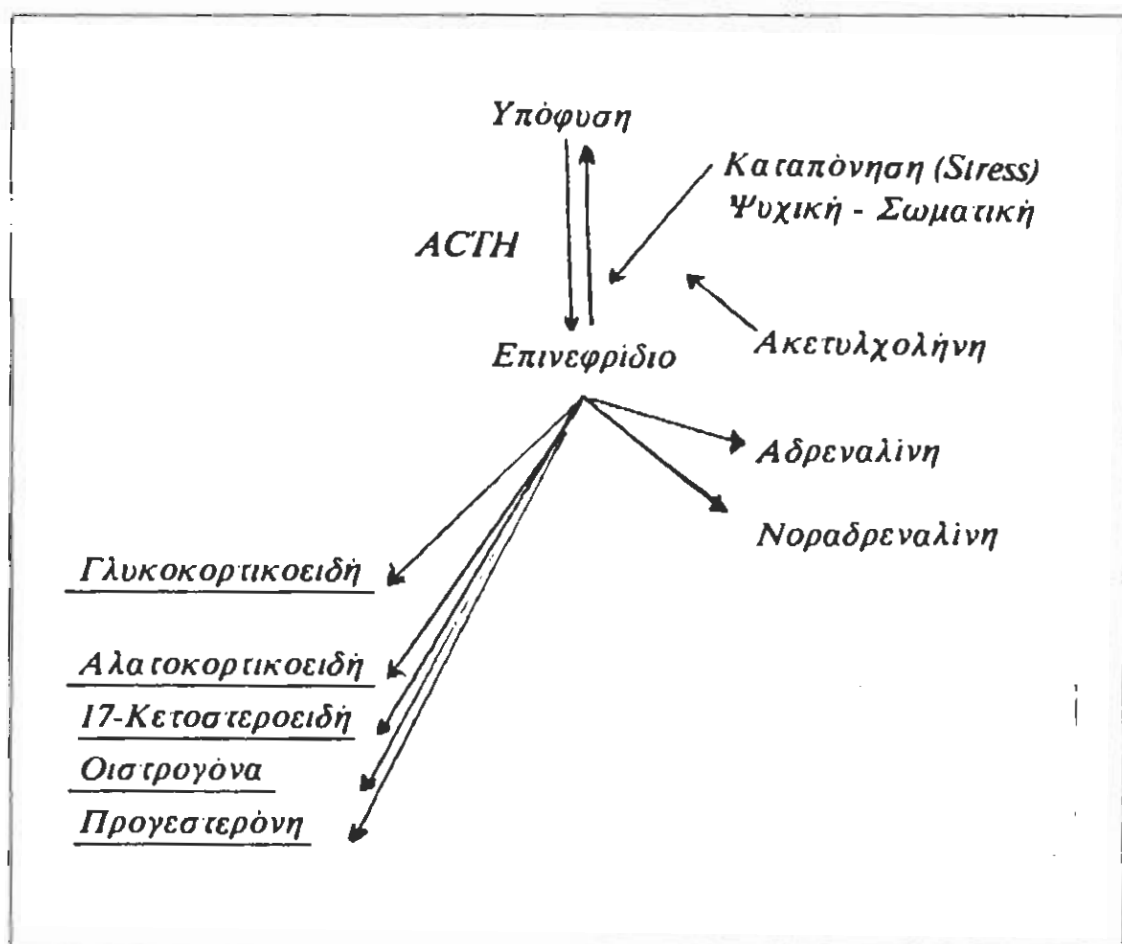 Υπόφυση
Καταπόνηση (Stress)
Ψυχική - Σωματική
ACTH
Επινεφρίδιο
Ακετυλχολήνη
Αδρεναλίνη
Νοραδρεναλίνη
Γλυκοκορτικοειδή
Αλατοκορτικοειδή
17-Κετοστεροειδή
Οιστρογόνα
Προγεστερόνη